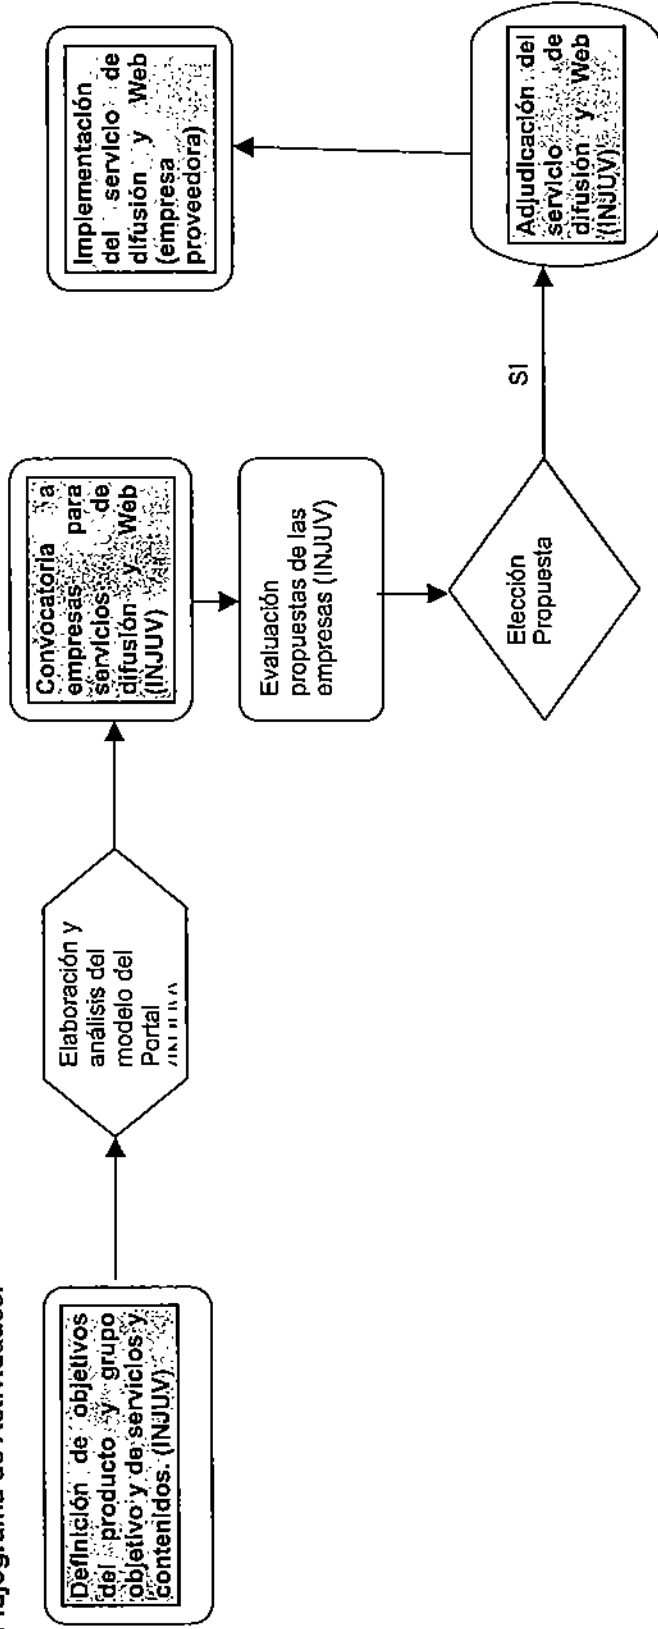 Flujograma de Actividades.
Definición de objetivos
del producto y grupo
objetivo y de servicios y
contenidos. (INJUV)
Elaboración y
análisis del
modelo del
Portal
Convocatoria a
empresas para
servicios de
difusión y Web
(INJUV)
Evaluación
propuestas de las
empresas (INJUV)
Elección
Propuesta
SI
Adjudicación del
servicio de
difusión y Web
(INJUV)
Implementación
del servicio de
difusión y Web
(empresa
proveedora)